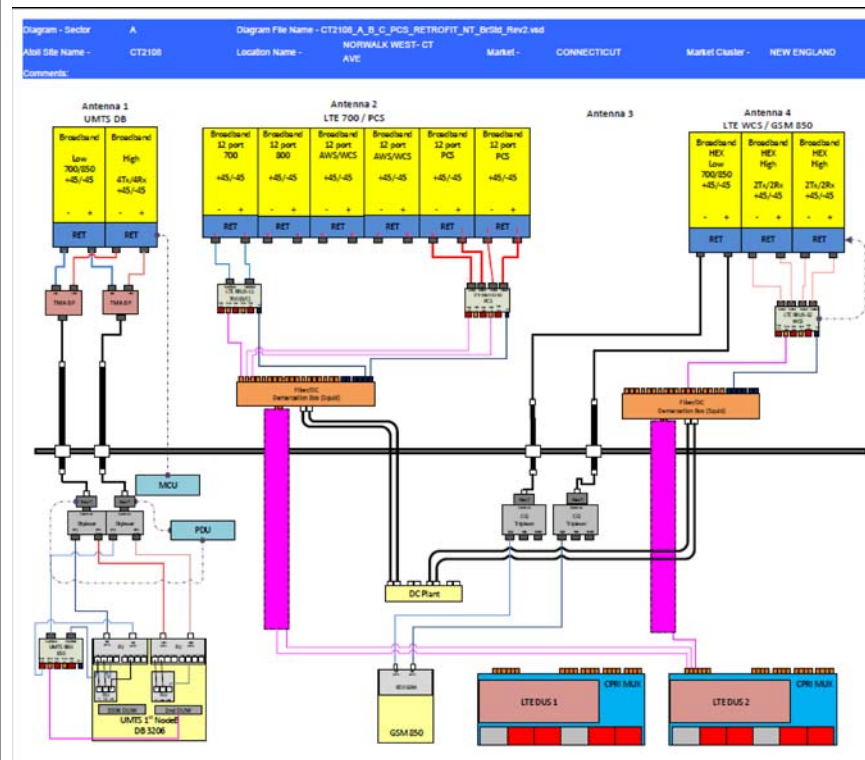 Diagram - Sector A Diagram File Name - CT2108_A_B_C_PCS_RETROFIT_NT_BrStd_Rev2.vsd
Atoll Site Name - CT2108 Location Name - NORWALK WEST- CT AVE Market - CONNECTICUT Market Cluster - NEW ENGLAND
Comments:
Antenna 1
UMTS DB
Antenna 2
LTE 700 / PCS
Antenna 3
Antenna 4
LTE WCS / GSM 850
Broadband
Low
700/850
+45/-45
- +
RET
Broadband
High
4Tx/4Rx
+45/-45
- +
RET
Broadband
12 port
700
+45/-45
- +
RET
Broadband
12 port
800
+45/-45
- +
RET
Broadband
12 port
AWS/WCS
+45/-45
- +
RET
Broadband
12 port
AWS/WCS
+45/-45
- +
RET
Broadband
12 port
PCS
+45/-45
- +
RET
Broadband
12 port
PCS
+45/-45
- +
RET
Broadband
HEX
Low
700/850
+45/-45
- +
RET
Broadband
HEX
High
2Tx/2Rx
+45/-45
- +
RET
Broadband
HEX
High
2Tx/2Rx
+45/-45
- +
RET
PCS
WCS
Fiber/DC
Demarcation Box (Squid)
Fiber/DC
Demarcation Box (Squid)
MCU
PDU
Diplexer
Diplexer
Triplexer
Triplexer
DC Plant
850
UMTS 1st NodeB
DB 3206
GSM 850
LTE DUS 1
CPRI MUX
LTE DUS 2
CPRI MUX